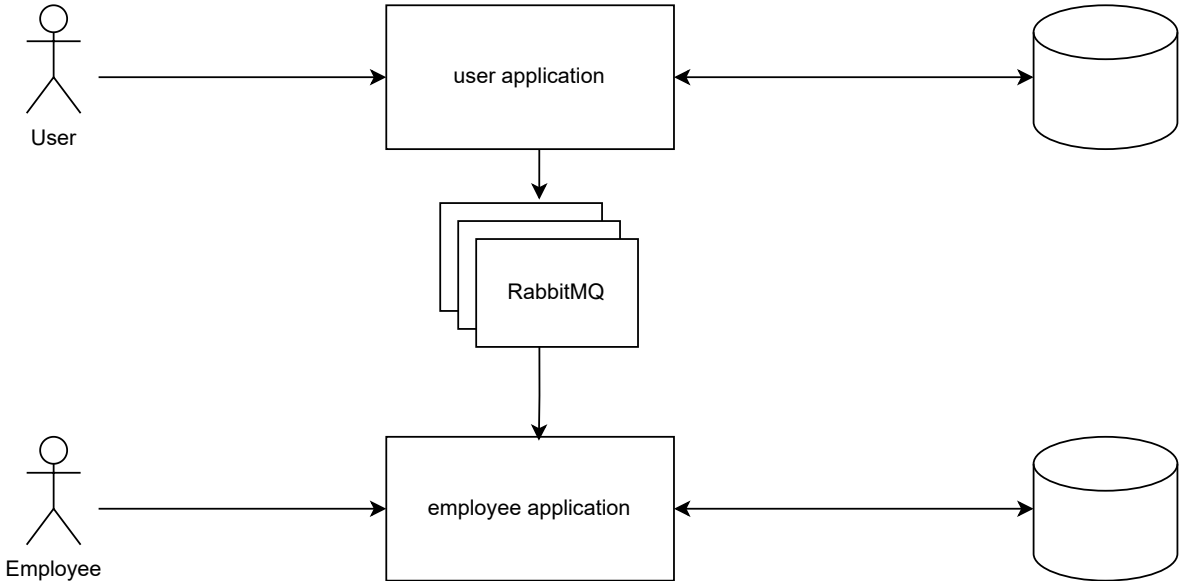 user application
User
RabbitMQ
employee application
Employee